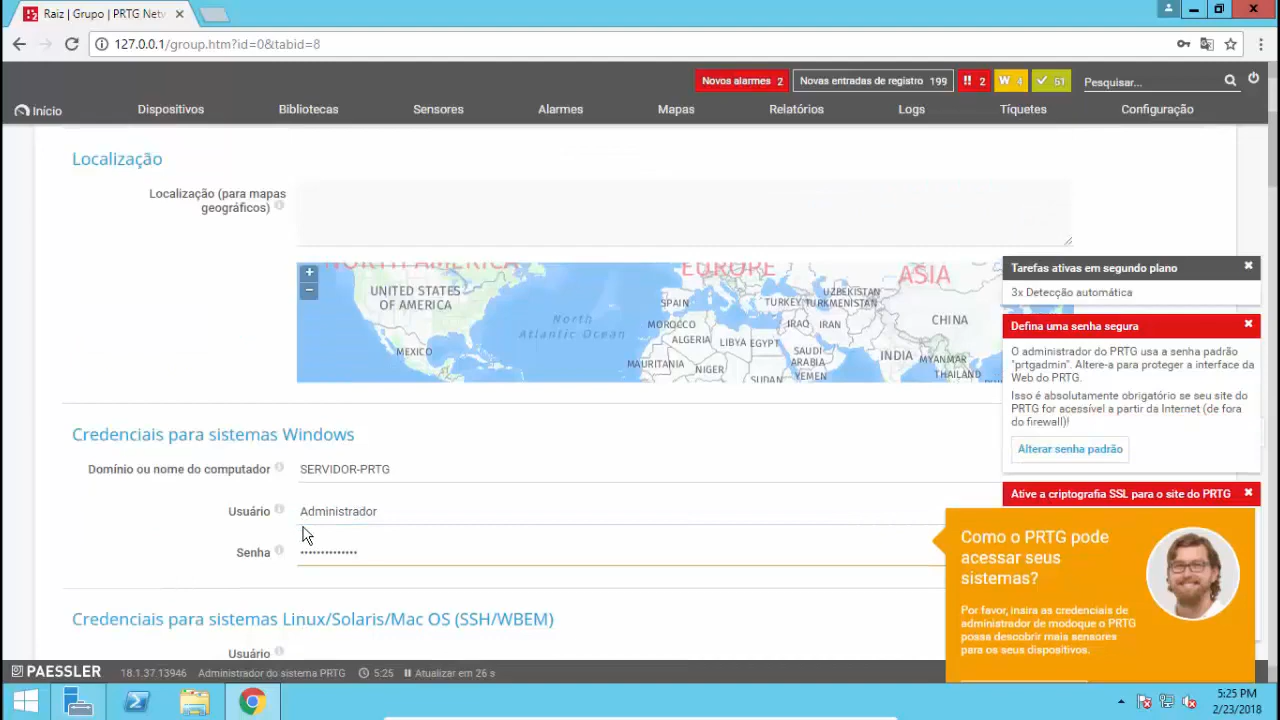 Raiz | Grupo | PRTG Netw
127.0.0.1/group.htm?id=0&tabid=8
Novos alarmes 2
Novas entradas de registro 199
!! 2
W 4
51
Pesquisar...
Início
Dispositivos
Bibliotecas
Sensores
Alarmes
Mapas
Relatórios
Logs
Tíquetes
Configuração
Localização
Localização (para mapas
geográficos)
+
−
NORTH AMERICA
EUROPE
ASIA
UNITED STATES
OF AMERICA
MEXICO
North
Atlantic Ocean
SPAIN
MOROCCO
ALGERIA
LIBYA
EGYPT
MAURITANIA
NIGER
SUDAN
TURKEY
TURKMENISTAN
UZBEKISTAN
IRAQ
IRAN
SAUDI
ARABIA
YEMEN
CHINA
INDIA
MYANMAR
THAILAND
Tarefas ativas em segundo plano
3x Detecção automática
Defina uma senha segura
O administrador do PRTG usa a senha padrão
"prtgadmin". Altere-a para proteger a interface da
Web do PRTG.
Isso é absolutamente obrigatório se seu site do
PRTG for acessível a partir da Internet (de fora
do firewall)!
Alterar senha padrão
Ative a criptografia SSL para o site do PRTG
Como o PRTG pode
acessar seus
sistemas?
Por favor, insira as credenciais de
administrador de modoque o PRTG
possa descobrir mais sensores
para os seus dispositivos.
Credenciais para sistemas Windows
Domínio ou nome do computador
SERVIDOR-PRTG
Usuário
Administrador
Senha
••••••••••••••
Credenciais para sistemas Linux/Solaris/Mac OS (SSH/WBEM)
Usuário
PAESSLER
18.1.37.13946
Administrador do sistema PRTG
5:25
Atualizar em 26 s
5:25 PM
2/23/2018